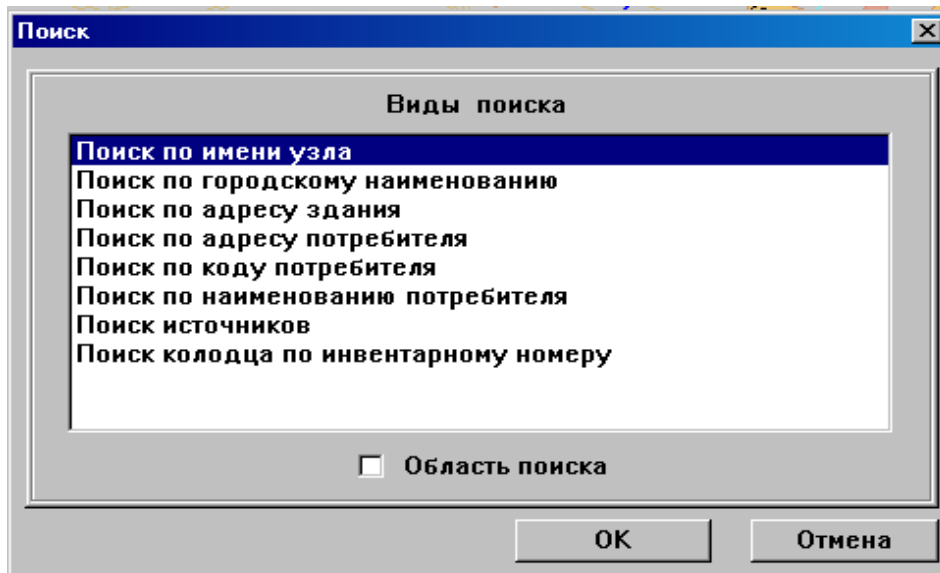 Поиск
Виды поиска
Поиск по имени узла
Поиск по городскому наименованию
Поиск по адресу здания
Поиск по адресу потребителя
Поиск по коду потребителя
Поиск по наименованию потребителя
Поиск источников
Поиск колодца по инвентарному номеру
Область поиска
OK
Отмена